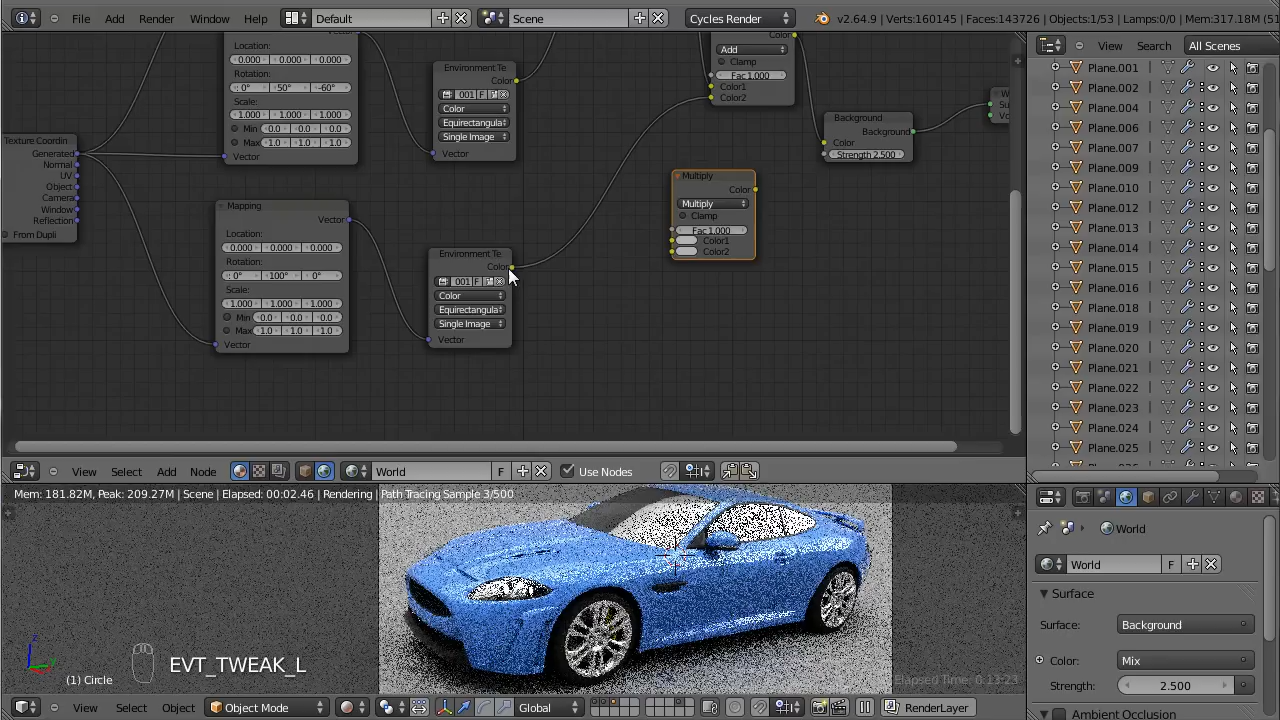 File Add Render Window Help Default Scene Cycles Render v2.64.9 | Verts:160145 | Faces:143726 | Objects:1/53 | Lamps:0/0 | Mem:317.18M (51
View Search All Scenes
Plane.001
Plane.002
Plane.004
Plane.006
Plane.007
Plane.009
Plane.010
Plane.012
Plane.013
Plane.014
Plane.015
Plane.016
Plane.018
Plane.019
Plane.020
Plane.021
Plane.022
Plane.023
Plane.024
Plane.025
Texture Coordin
Generated
Normal
UV
Object
Camera
Window
Reflection
From Dupli
Vector
Location:
0.000 0.000 0.000
Rotation:
: 0° 50° -60°
Scale:
1.000 1.000 1.000
Min 0.0 0.0 0.0
Max 1.0 1.0 1.0
Vector
Mapping
Vector
Location:
0.000 0.000 0.000
Rotation:
: 0° 100° 0°
Scale:
1.000 1.000 1.000
Min 0.0 0.0 0.0
Max 1.0 1.0 1.0
Vector
Environment Te
Color
001 F
Color
Equirectangula
Single Image
Vector
Environment Te
Color
001 F
Color
Equirectangula
Single Image
Vector
Color
Add
Clamp
Fac 1.000
Color1
Color2
Multiply
Color
Multiply
Clamp
Fac 1.000
Color1
Color2
Background
Background
Color
Strength 2.500
W
Su
Vo
View Select Add Node World F Use Nodes
Mem: 181.82M, Peak: 209.27M | Scene | Elapsed: 00:02.46 | Rendering | Path Tracing Sample 3/500
EVT_TWEAK_L
(1) Circle
Elapsed Time: 0:13:23
View Select Object Object Mode Global RenderLayer
World
World F
Surface
Surface: Background
Color: Mix
Strength: 2.500
Ambient Occlusion